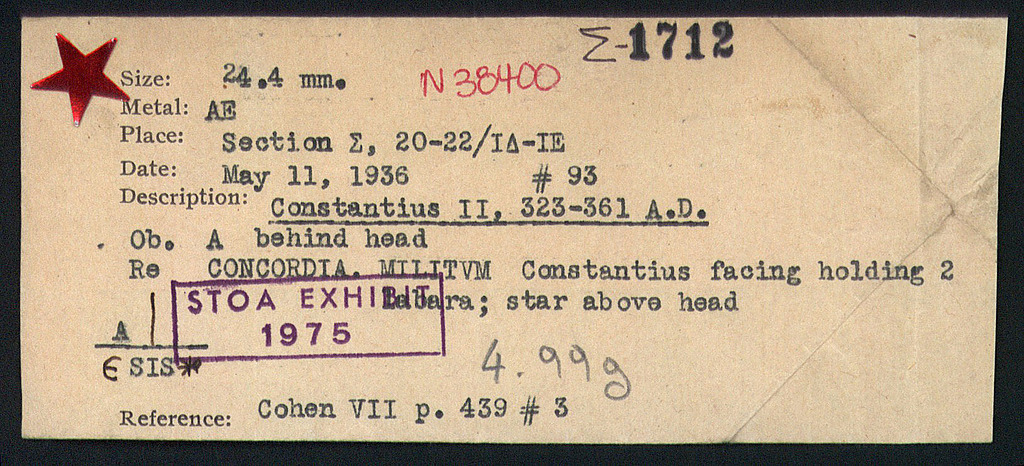 Σ-1712
Size: 24.4 mm. N 38400
Metal: AE
Place: Section Σ, 20-22/ΙΔ-ΙΕ
Date: May 11, 1936 # 93
Description: Constantius II, 323-361 A.D.
Ob. A behind head
Re CONCORDIA. MILITVM Constantius facing holding 2
labara; star above head
STOA EXHIBIT
1975
A
ЄSIS*
4.99g
Reference: Cohen VII p. 439 # 3